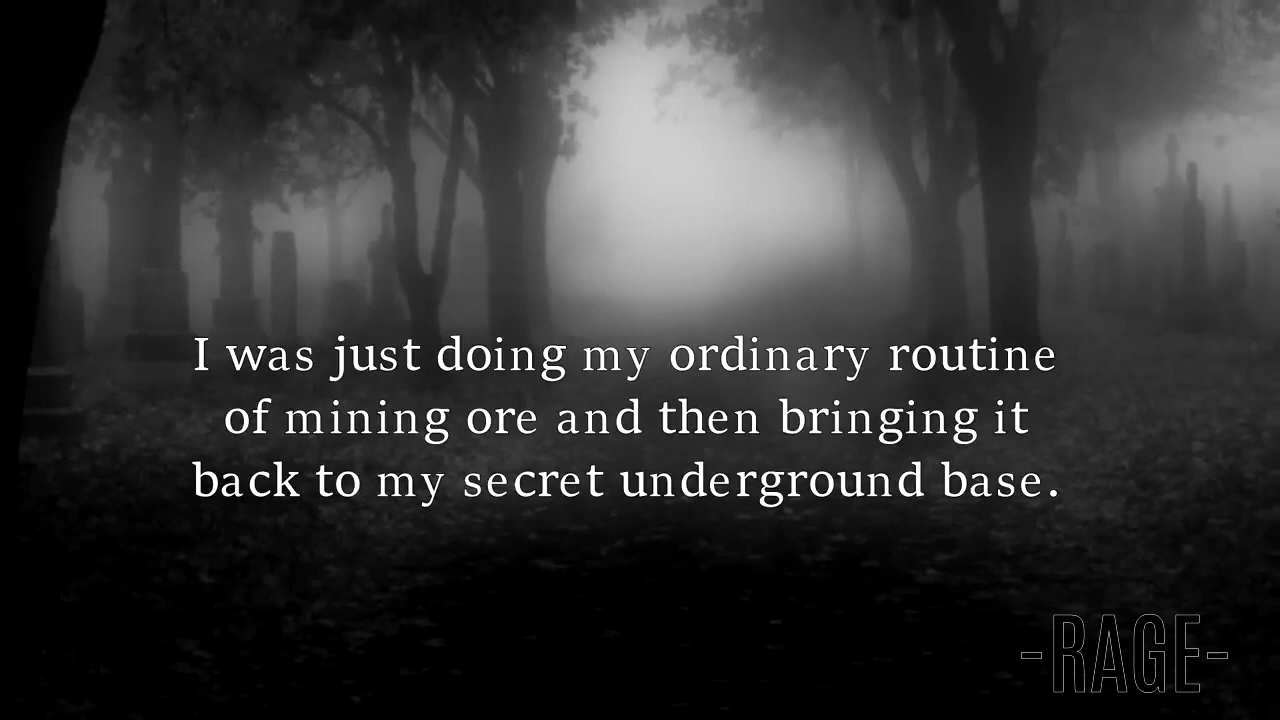 I was just doing my ordinary routine
of mining ore and then bringing it
back to my secret underground base.
-RAGE-